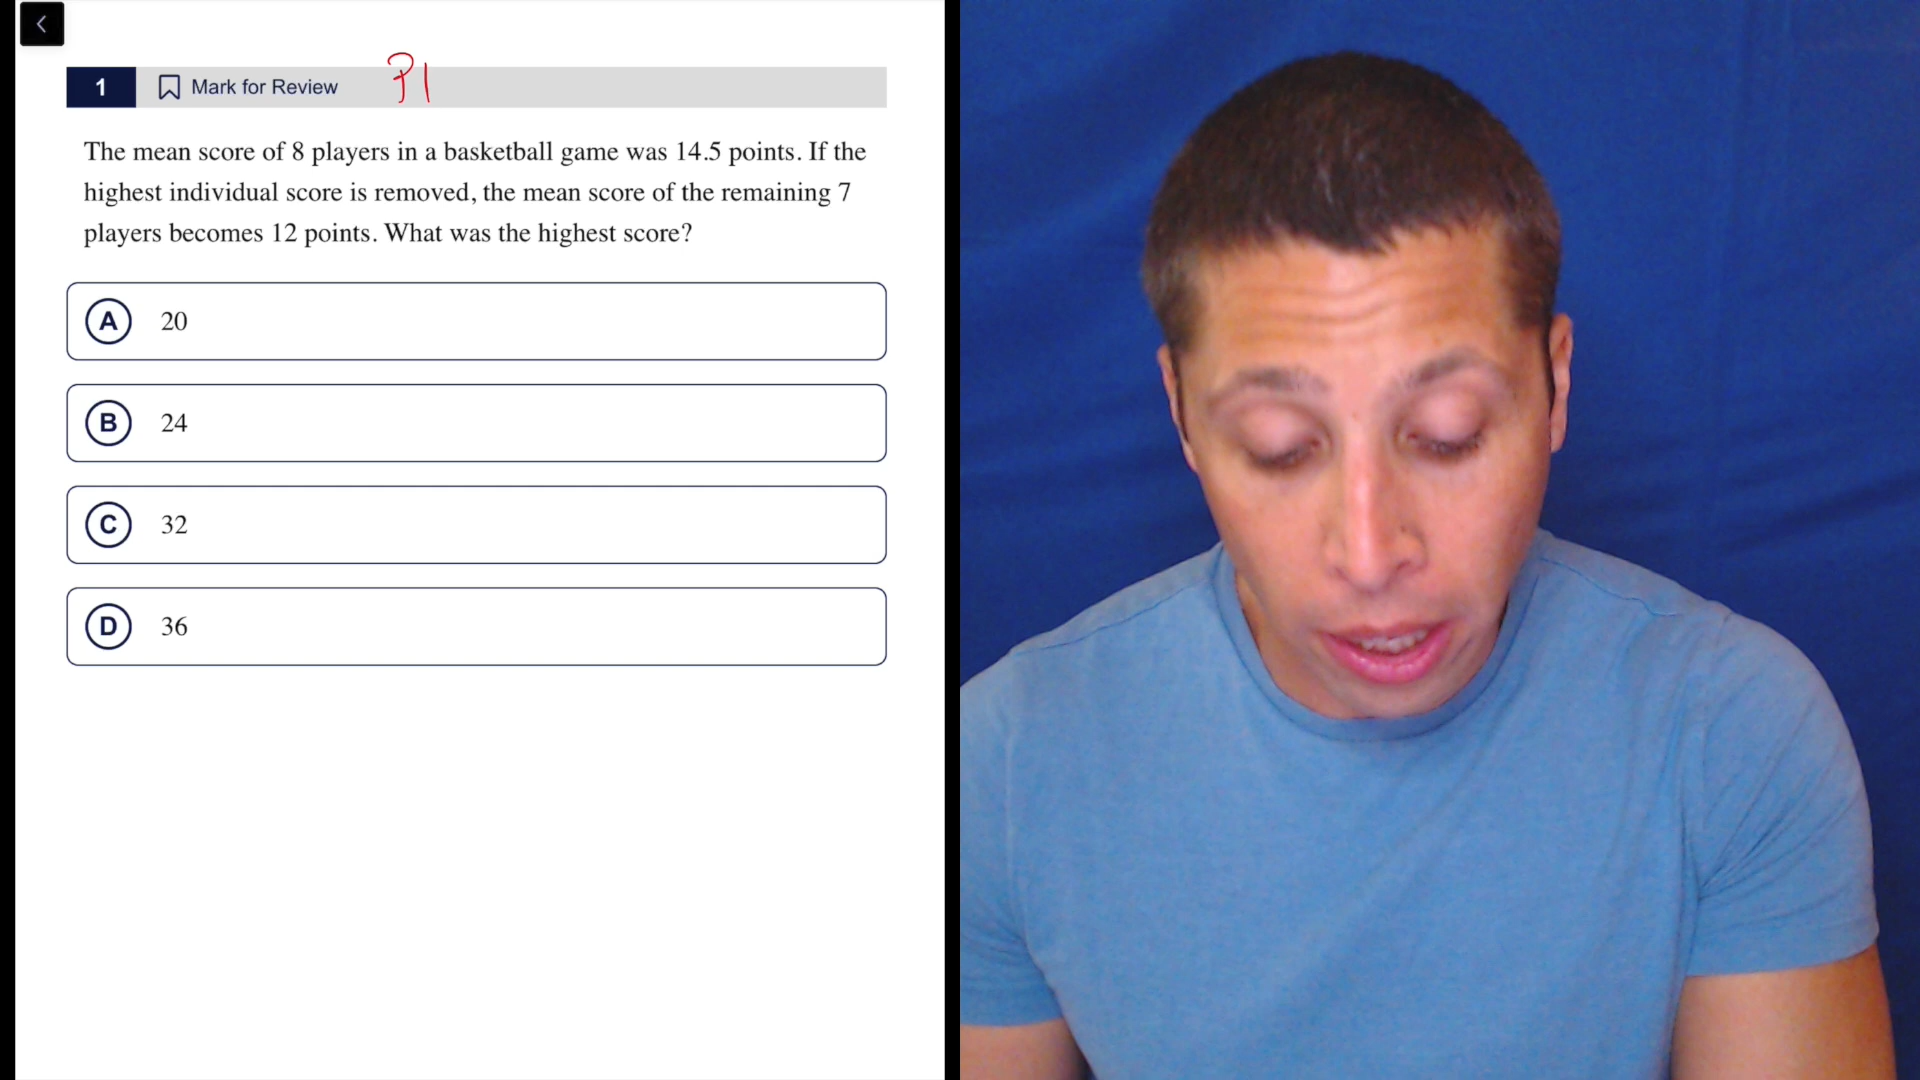 1 Mark for Review P1
The mean score of 8 players in a basketball game was 14.5 points. If the
highest individual score is removed, the mean score of the remaining 7
players becomes 12 points. What was the highest score?
A 20
B 24
C 32
D 36